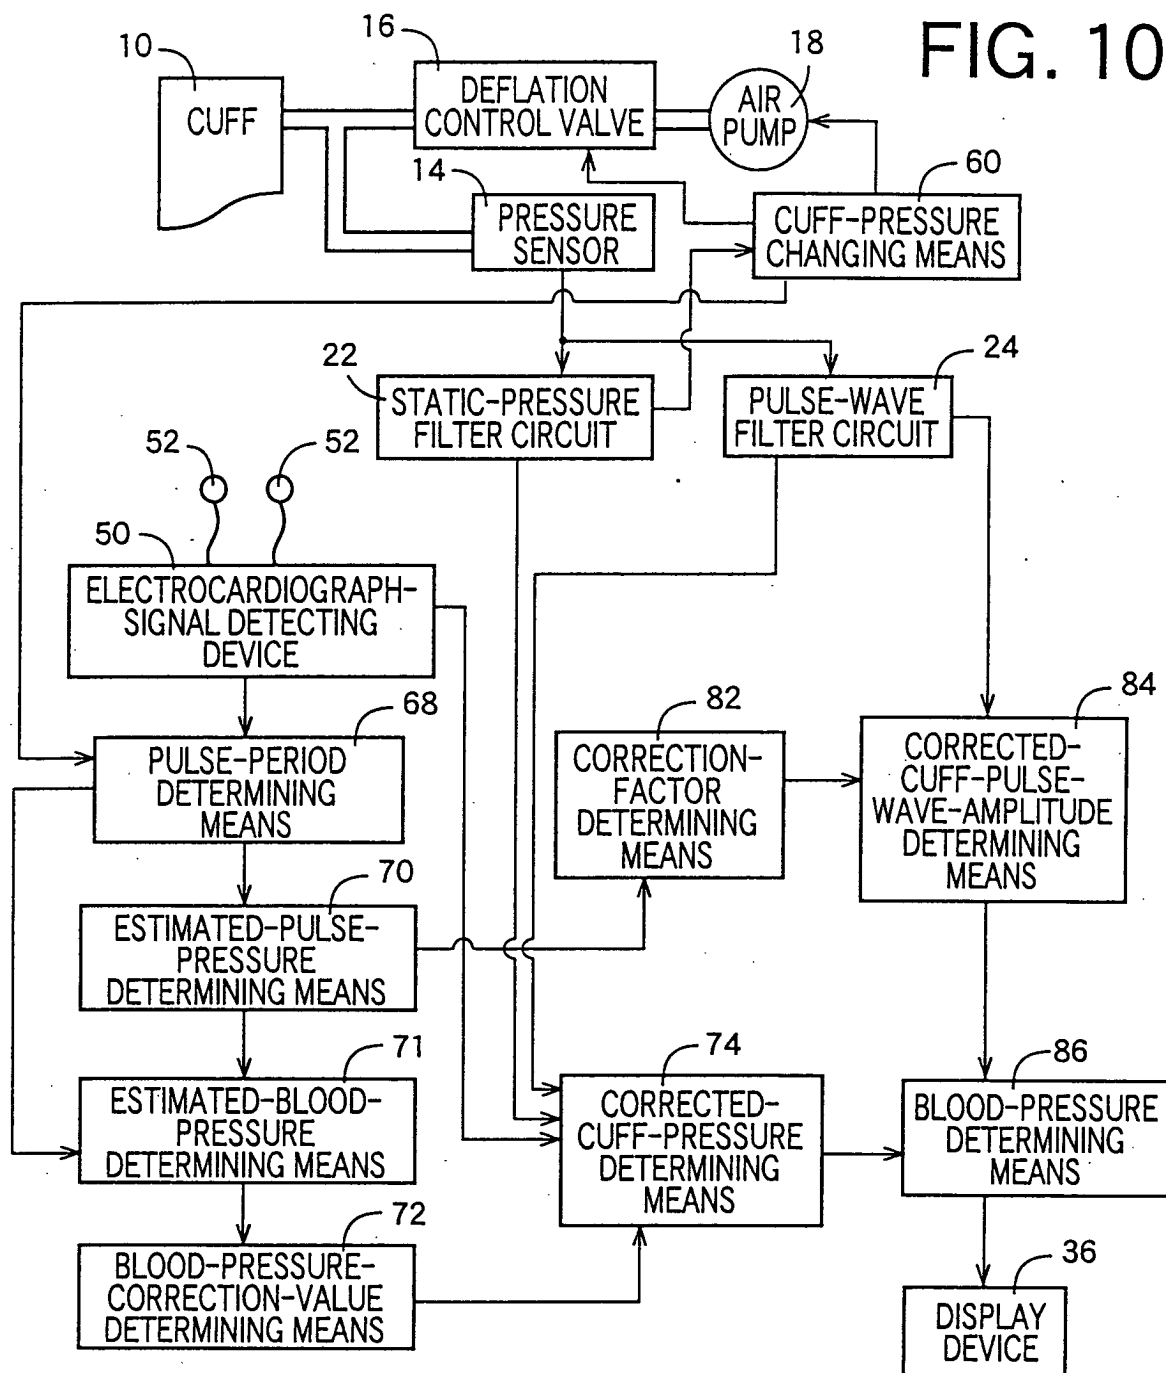 FIG. 10
10
CUFF
16
DEFLATION
CONTROL VALVE
18
AIR
PUMP
14
PRESSURE
SENSOR
60
CUFF-PRESSURE
CHANGING MEANS
22
STATIC-PRESSURE
FILTER CIRCUIT
24
PULSE-WAVE
FILTER CIRCUIT
52
52
50
ELECTROCARDIOGRAPH-
SIGNAL DETECTING
DEVICE
68
PULSE-PERIOD
DETERMINING
MEANS
82
CORRECTION-
FACTOR
DETERMINING
MEANS
84
CORRECTED-
CUFF-PULSE-
WAVE-AMPLITUDE
DETERMINING
MEANS
70
ESTIMATED-PULSE-
PRESSURE
DETERMINING MEANS
71
ESTIMATED-BLOOD-
PRESSURE
DETERMINING MEANS
74
CORRECTED-
CUFF-PRESSURE
DETERMINING
MEANS
86
BLOOD-PRESSURE
DETERMINING
MEANS
72
BLOOD-PRESSURE-
CORRECTION-VALUE
DETERMINING MEANS
36
DISPLAY
DEVICE